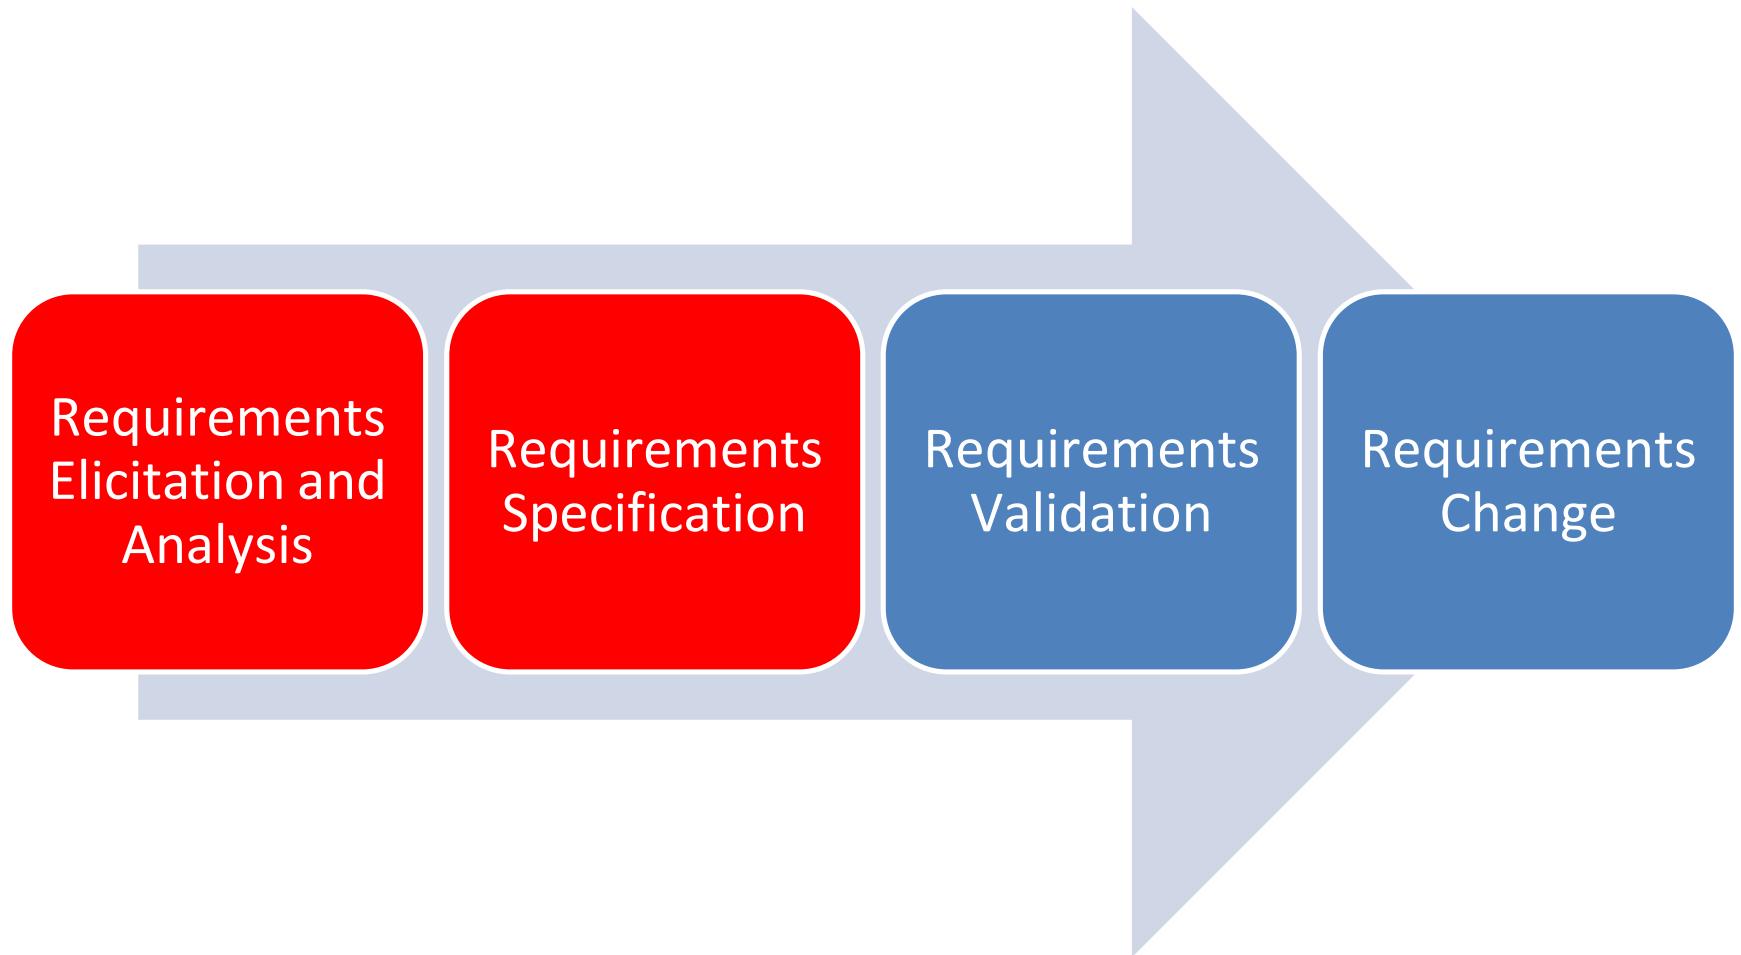 Requirements
Elicitation and
Analysis
Requirements
Specification
Requirements
Validation
Requirements
Change